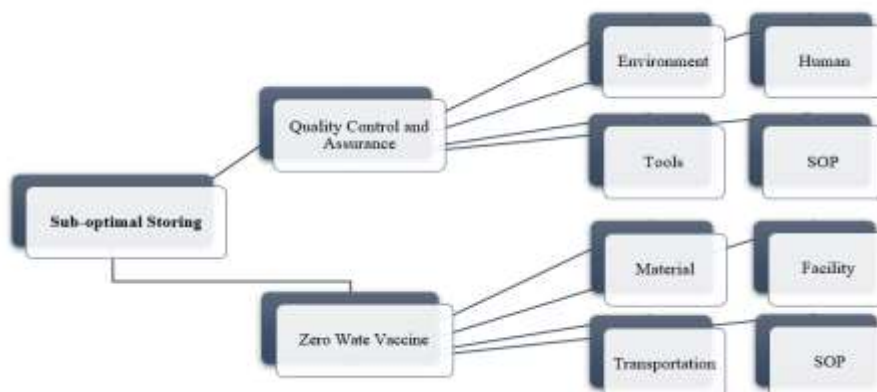 Environment
Human
Quality Control and
Assurance
Tools
SOP
Sub-optimal Storing
Material
Facility
Zero Wate Vaccine
Transportation
SOP